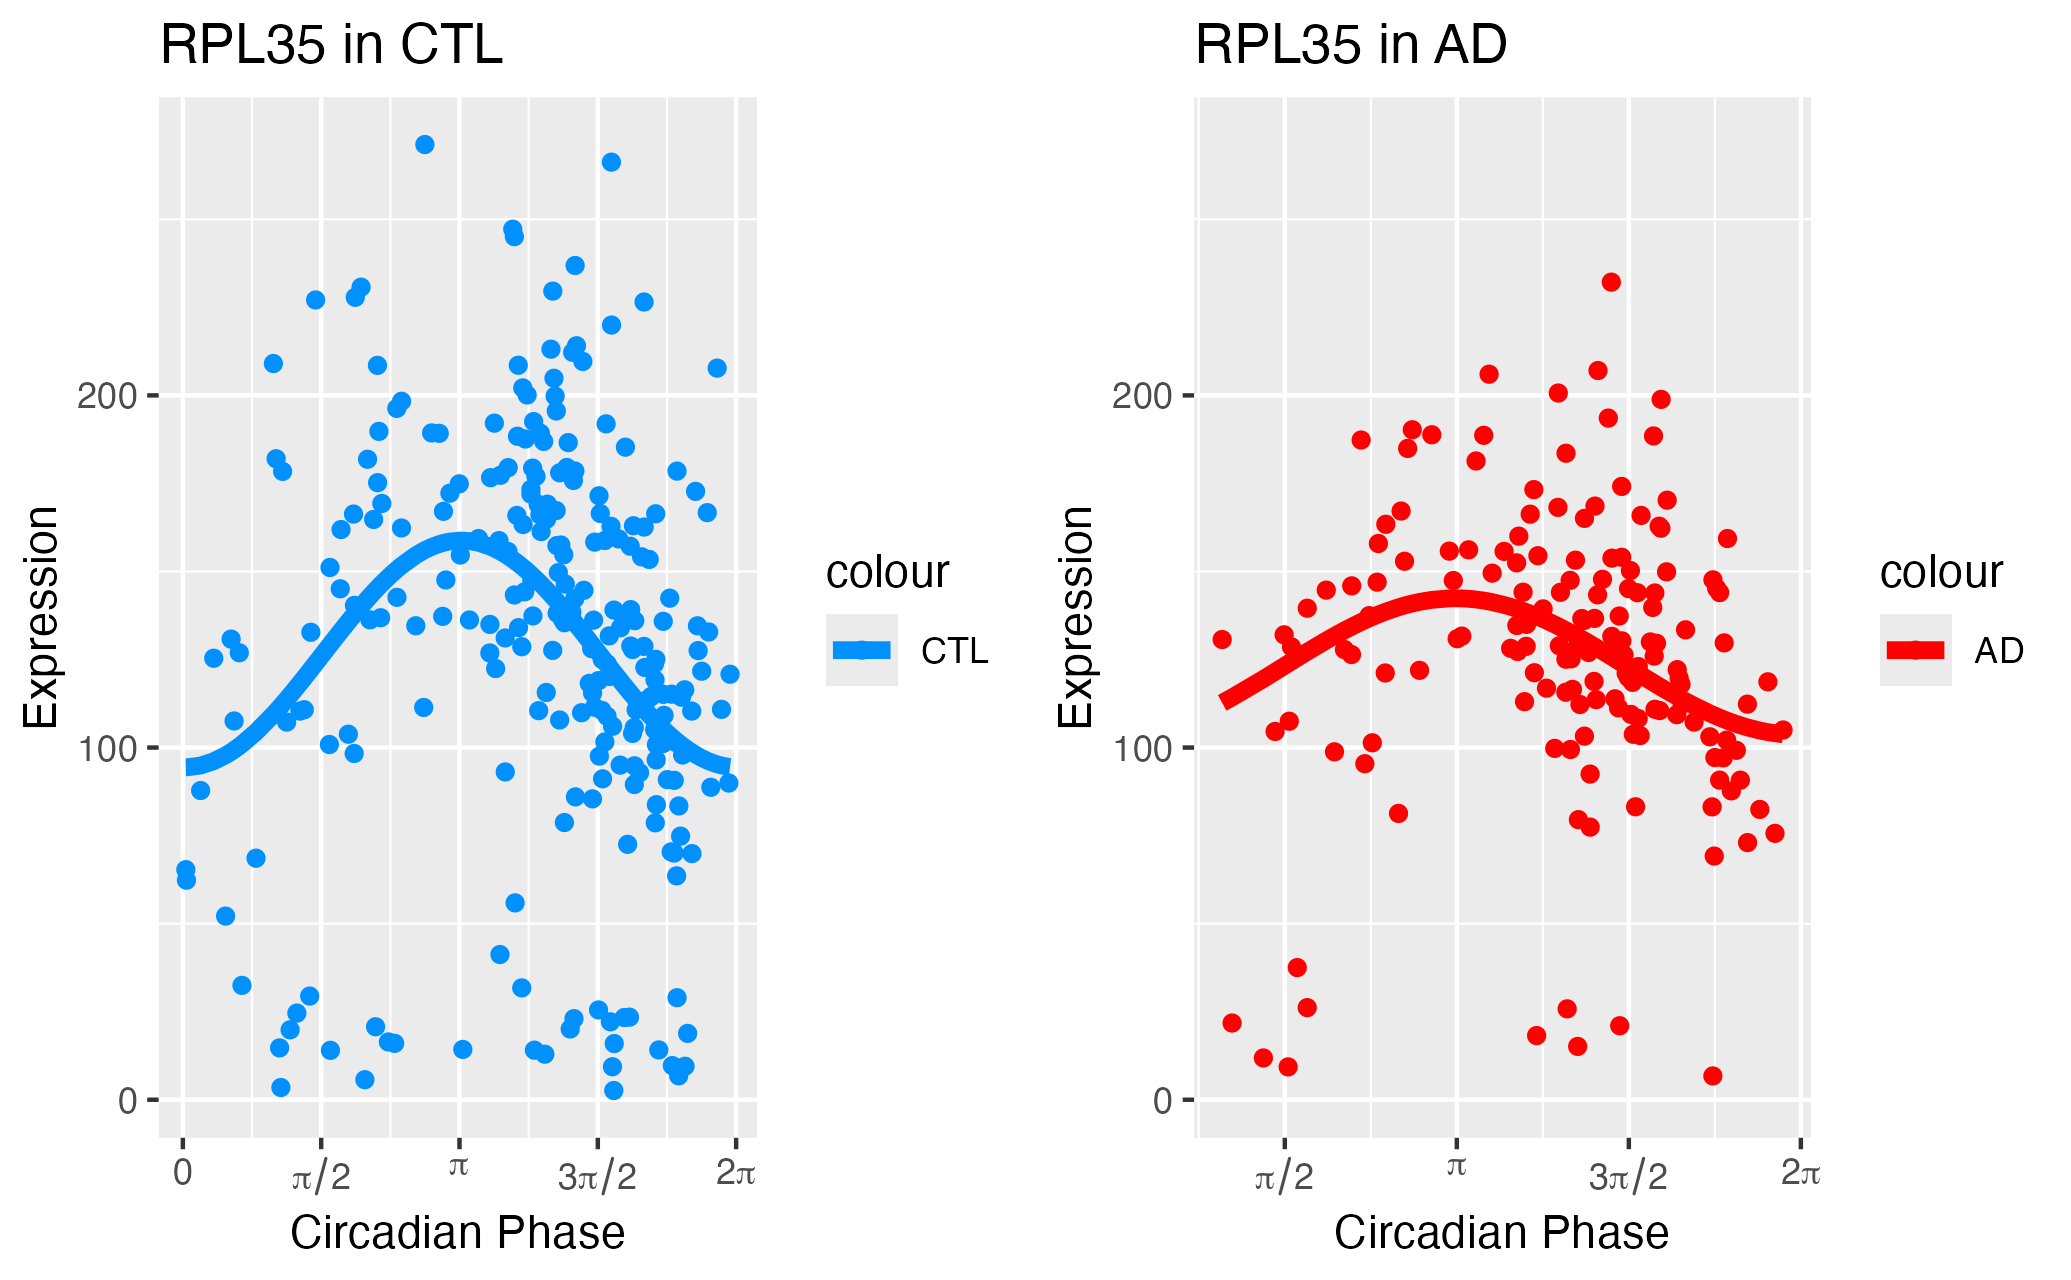 RPL35 in CTL
Expression
200
100
0
0 π/2 π 3π/2 2π
Circadian Phase
colour
CTL
RPL35 in AD
Expression
200
100
0
π/2 π 3π/2 2π
Circadian Phase
colour
AD